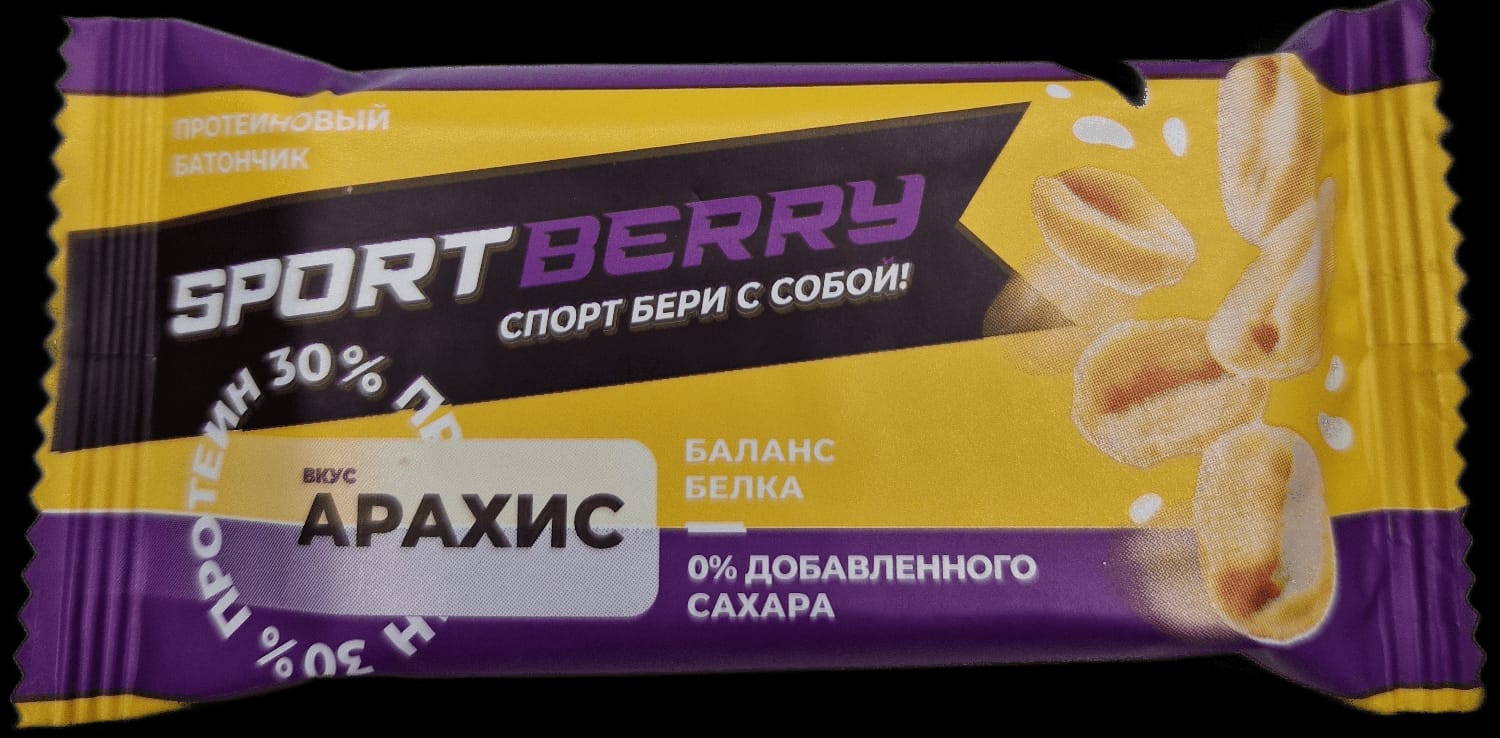 ПРОТЕИНОВЫЙ
БАТОНЧИК
SPORTBERRY
СПОРТ БЕРИ С СОБОЙ!
ПРОТЕИН 30%
30%
ВКУС
АРАХИС
БАЛАНС
БЕЛКА
0% ДОБАВЛЕННОГО
САХАРА